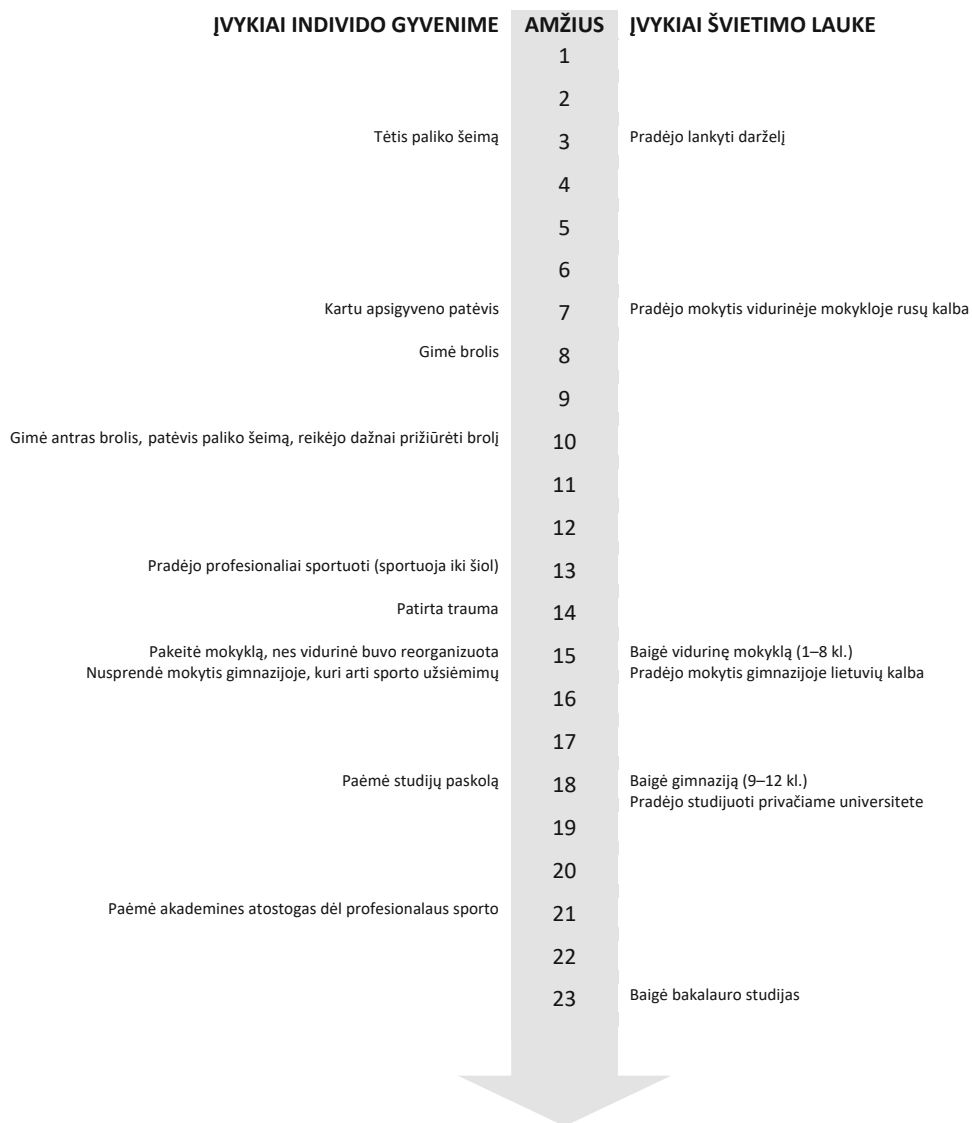 ĮVYKIAI INDIVIDO GYVENIME AMŽIUS ĮVYKIAI ŠVIETIMO LAUKE
1
2
Tėtis paliko šeimą 3 Pradėjo lankyti darželį
4
5
6
Kartu apsigyveno patėvis 7 Pradėjo mokytis vidurinėje mokykloje rusų kalba
Gimė brolis 8
9
Gimė antras brolis, patėvis paliko šeimą, reikėjo dažnai prižiūrėti brolį 10
11
12
Pradėjo profesionaliai sportuoti (sportuoja iki šiol) 13
Patirta trauma 14
Pakeitė mokyklą, nes vidurinė buvo reorganizuota 15 Baigė vidurinę mokyklą (1–8 kl.)
Nusprendė mokytis gimnazijoje, kuri arti sporto užsiėmimų Pradėjo mokytis gimnazijoje lietuvių kalba
16
17
Paėmė studijų paskolą 18 Baigė gimnaziją (9–12 kl.)
Pradėjo studijuoti privačiame universitete
19
20
Paėmė akademines atostogas dėl profesionalaus sporto 21
22
23 Baigė bakalauro studijas